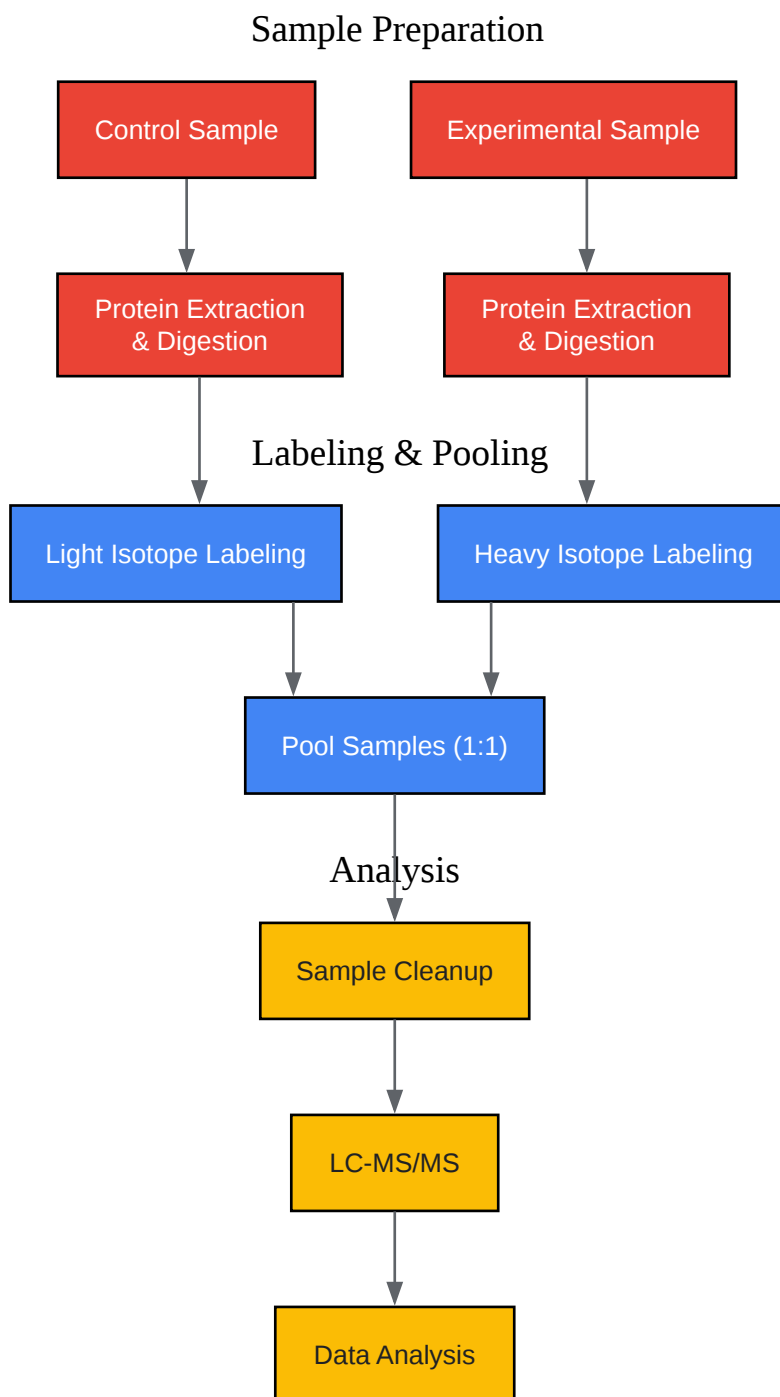 Sample Preparation
Control Sample
Experimental Sample
Protein Extraction
& Digestion
Protein Extraction
& Digestion
Labeling & Pooling
Light Isotope Labeling
Heavy Isotope Labeling
Pool Samples (1:1)
Analysis
Sample Cleanup
LC-MS/MS
Data Analysis